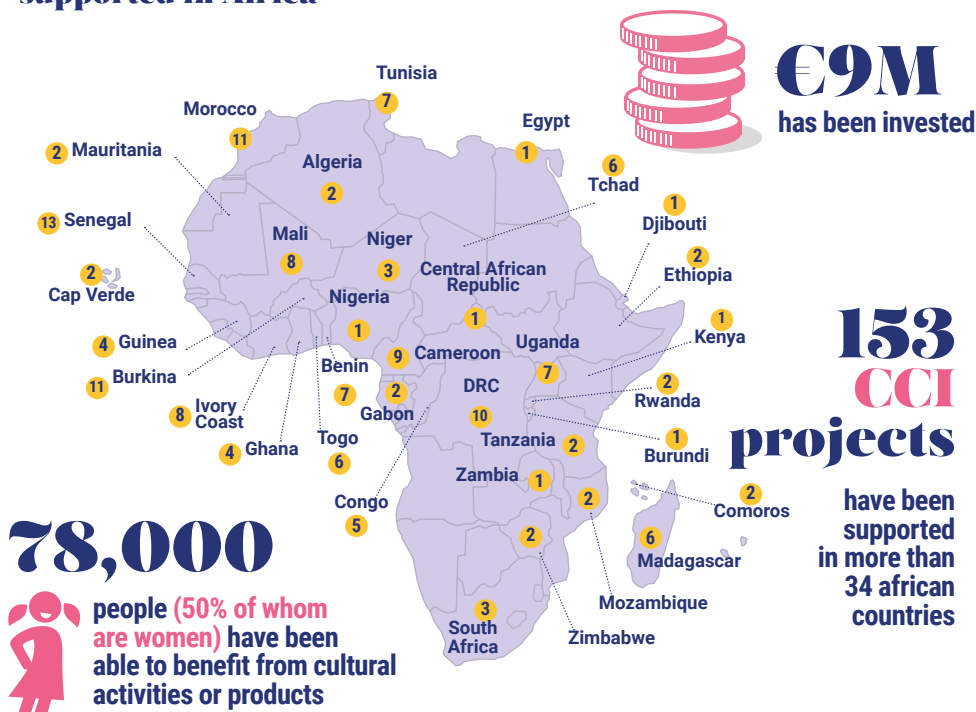 supported in Africa
€9M
has been invested
Tunisia
7
Morocco
11
Egypt
1
2 Mauritania
Algeria
2
6
Tchad
1
Djibouti
13 Senegal
Mali
8
Niger
3
Central African
Republic
1
2
Ethiopia
2
Cap Verde
Nigeria
1
1
Kenya
4 Guinea
9 Cameroon
Uganda
7
11 Burkina
Benin
7
2
Gabon
DRC
10
2
Rwanda
8 Ivory
Coast
4 Ghana
Togo
6
Tanzania 2
1
Burundi
Zambia 1
Congo
5
2
Mozambique
2
Comoros
2
Zimbabwe
6
Madagascar
3
South
Africa
153
CCI
projects
have been
supported
in more than
34 african
countries
78,000
people (50% of whom
are women) have been
able to benefit from cultural
activities or products